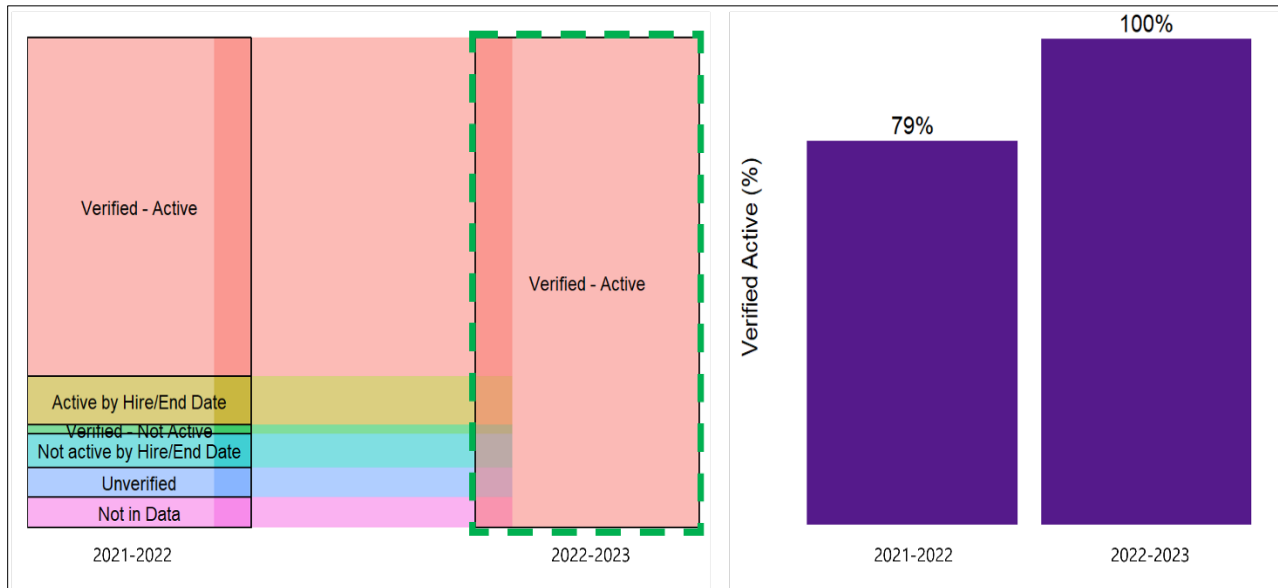 Verified - Active
Active by Hire/End Date
Verified - Not Active
Not active by Hire/End Date
Unverified
Not in Data
Verified - Active
2021-2022
2022-2023
Verified Active (%)
79%
100%
2021-2022
2022-2023